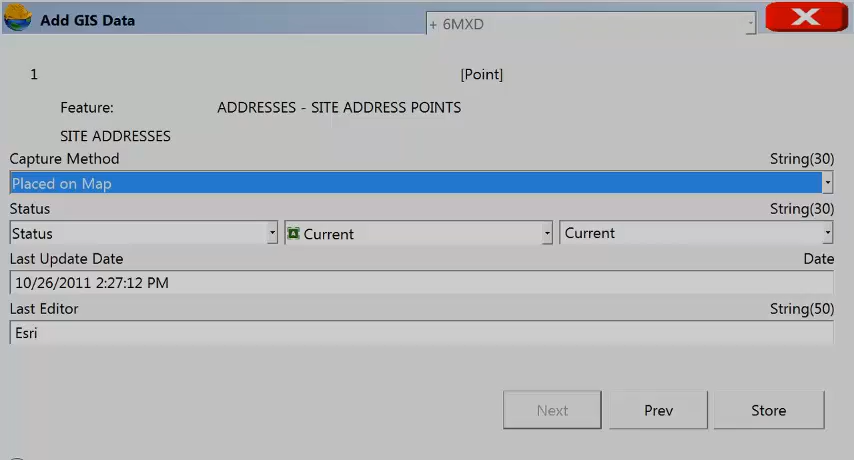 Add GIS Data
+ 6MXD
1 [Point]
Feature: ADDRESSES - SITE ADDRESS POINTS
SITE ADDRESSES
Capture Method String(30)
Placed on Map
Status String(30)
Status Current Current
Last Update Date Date
10/26/2011 2:27:12 PM
Last Editor String(50)
Esri
Next Prev Store